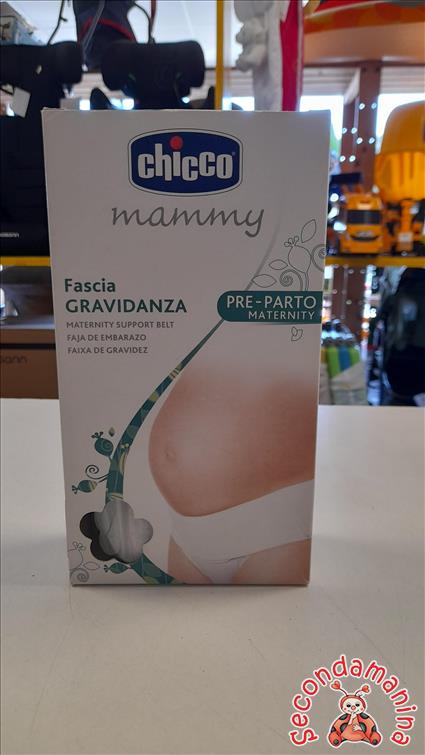 chicco
mammy
Fascia
GRAVIDANZA
MATERNITY SUPPORT BELT
FAJA DE EMBARAZO
FAIXA DE GRAVIDEZ
PRE-PARTO
MATERNITY
Secondamanina